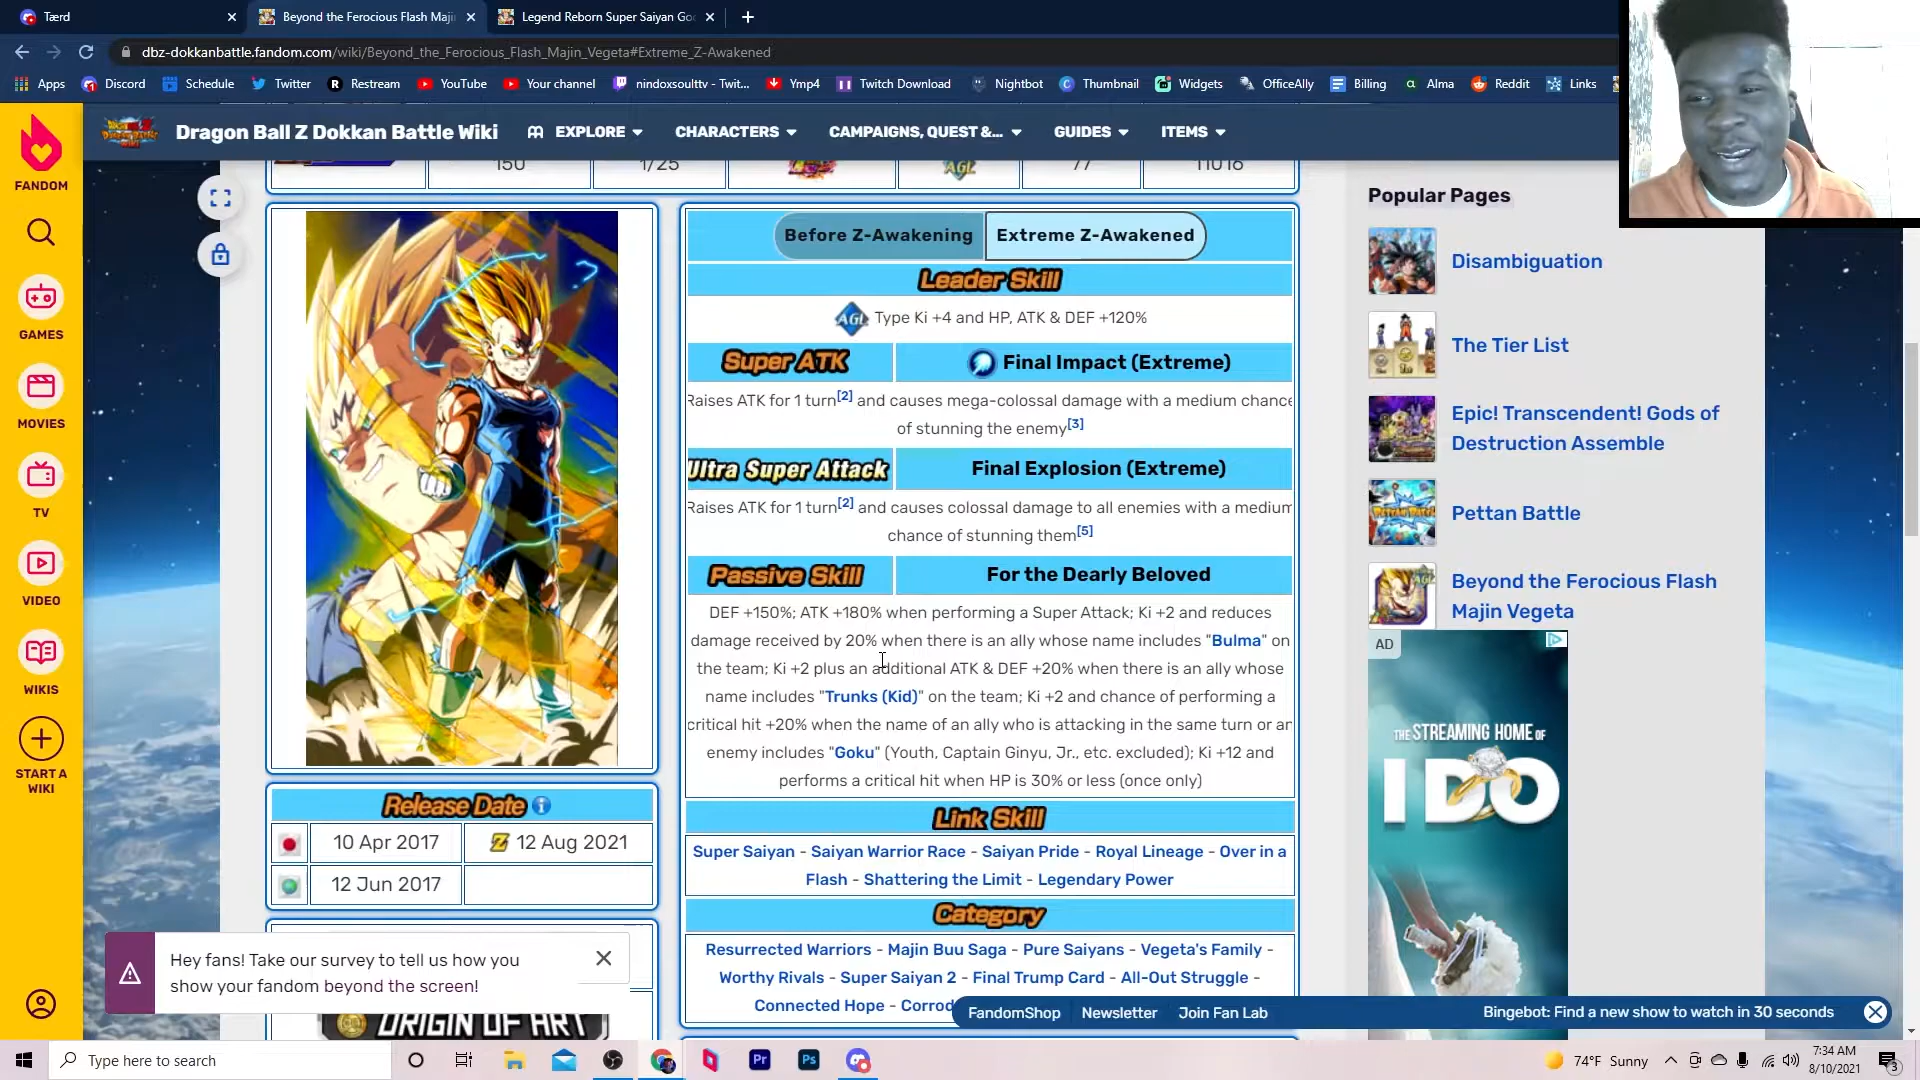 Tærd
Beyond the Ferocious Flash Maji
Legend Reborn Super Saiyan Go
dbz-dokkanbattle.fandom.com/wiki/Beyond_the_Ferocious_Flash_Majin_Vegeta#Extreme_Z-Awakened
Apps Discord Schedule Twitter Restream YouTube Your channel nindoxsoulttv - Twit... Ymp4 Twitch Download Nightbot Thumbnail Widgets OfficeAlly Billing Alma Reddit Links
Dragon Ball Z Dokkan Battle Wiki EXPLORE CHARACTERS CAMPAIGNS, QUEST &... GUIDES ITEMS
FANDOM
GAMES
MOVIES
TV
VIDEO
WIKIS
START A
WIKI
150 1/25 AGL 77 11016
Before Z-Awakening Extreme Z-Awakened
Leader Skill
AGL Type Ki +4 and HP, ATK & DEF +120%
Super ATK Final Impact (Extreme)
Raises ATK for 1 turn[2] and causes mega-colossal damage with a medium chance
of stunning the enemy[3]
Ultra Super Attack Final Explosion (Extreme)
Raises ATK for 1 turn[2] and causes colossal damage to all enemies with a medium
chance of stunning them[5]
Passive Skill For the Dearly Beloved
DEF +150%; ATK +180% when performing a Super Attack; Ki +2 and reduces
damage received by 20% when there is an ally whose name includes "Bulma" on
the team; Ki +2 plus an additional ATK & DEF +20% when there is an ally whose
name includes "Trunks (Kid)" on the team; Ki +2 and chance of performing a
critical hit +20% when the name of an ally who is attacking in the same turn or an
enemy includes "Goku" (Youth, Captain Ginyu, Jr., etc. excluded); Ki +12 and
performs a critical hit when HP is 30% or less (once only)
Link Skill
Super Saiyan - Saiyan Warrior Race - Saiyan Pride - Royal Lineage - Over in a
Flash - Shattering the Limit - Legendary Power
Category
Resurrected Warriors - Majin Buu Saga - Pure Saiyans - Vegeta's Family -
Worthy Rivals - Super Saiyan 2 - Final Trump Card - All-Out Struggle -
Connected Hope - Corrod
Release Date
10 Apr 2017 Z 12 Aug 2021
12 Jun 2017
Hey fans! Take our survey to tell us how you
show your fandom beyond the screen!
ORIGIN OF ART
Popular Pages
Disambiguation
The Tier List
Epic! Transcendent! Gods of
Destruction Assemble
Pettan Battle
Beyond the Ferocious Flash
Majin Vegeta
AD
THE STREAMING HOME OF
I DO
FandomShop Newsletter Join Fan Lab
Bingebot: Find a new show to watch in 30 seconds
Type here to search
Pr Ps
74°F Sunny
7:34 AM
8/10/2021
3